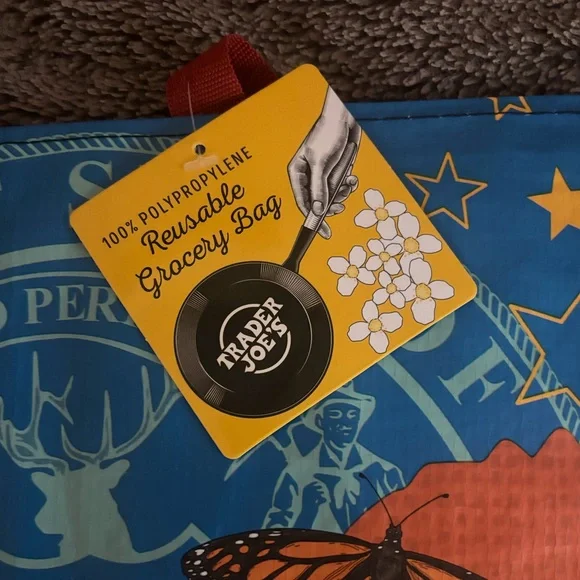 100% POLYPROPYLENE
Reusable
Grocery Bag
TRADER
JOE'S
S
PER
E